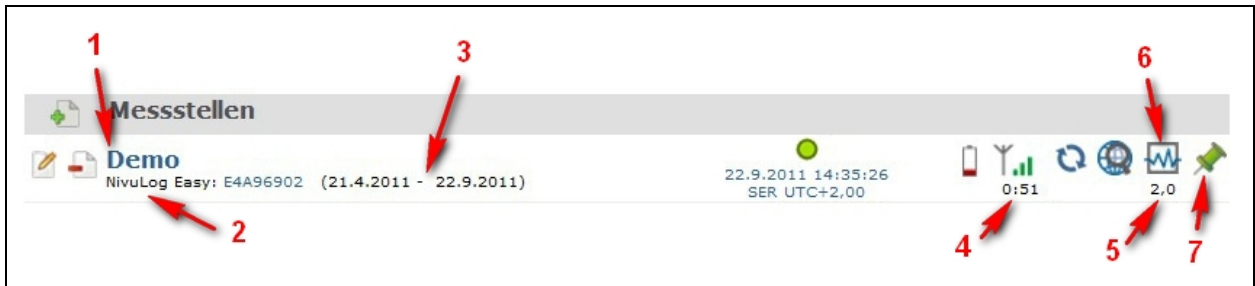 1
3
6
Messstellen
Demo
NivuLog Easy: E4A96902 (21.4.2011 - 22.9.2011)
22.9.2011 14:35:26
SER UTC+2,00
0:51
2,0
2
4
5
7